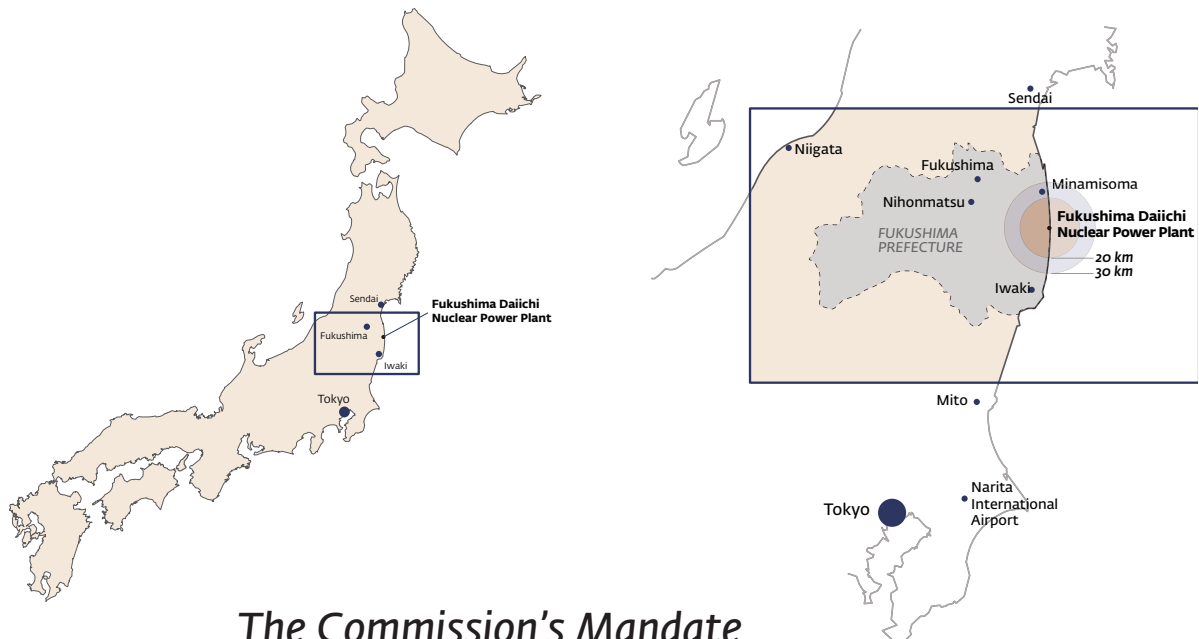 Sendai
Fukushima
Fukushima Daiichi
Nuclear Power Plant
Iwaki
Tokyo
Sendai
Niigata
Fukushima
Minamisoma
Nihonmatsu
Fukushima Daiichi
Nuclear Power Plant
FUKUSHIMA
PREFECTURE
20 km
30 km
Iwaki
Mito
Narita
International
Airport
Tokyo
The Commission's Mandate